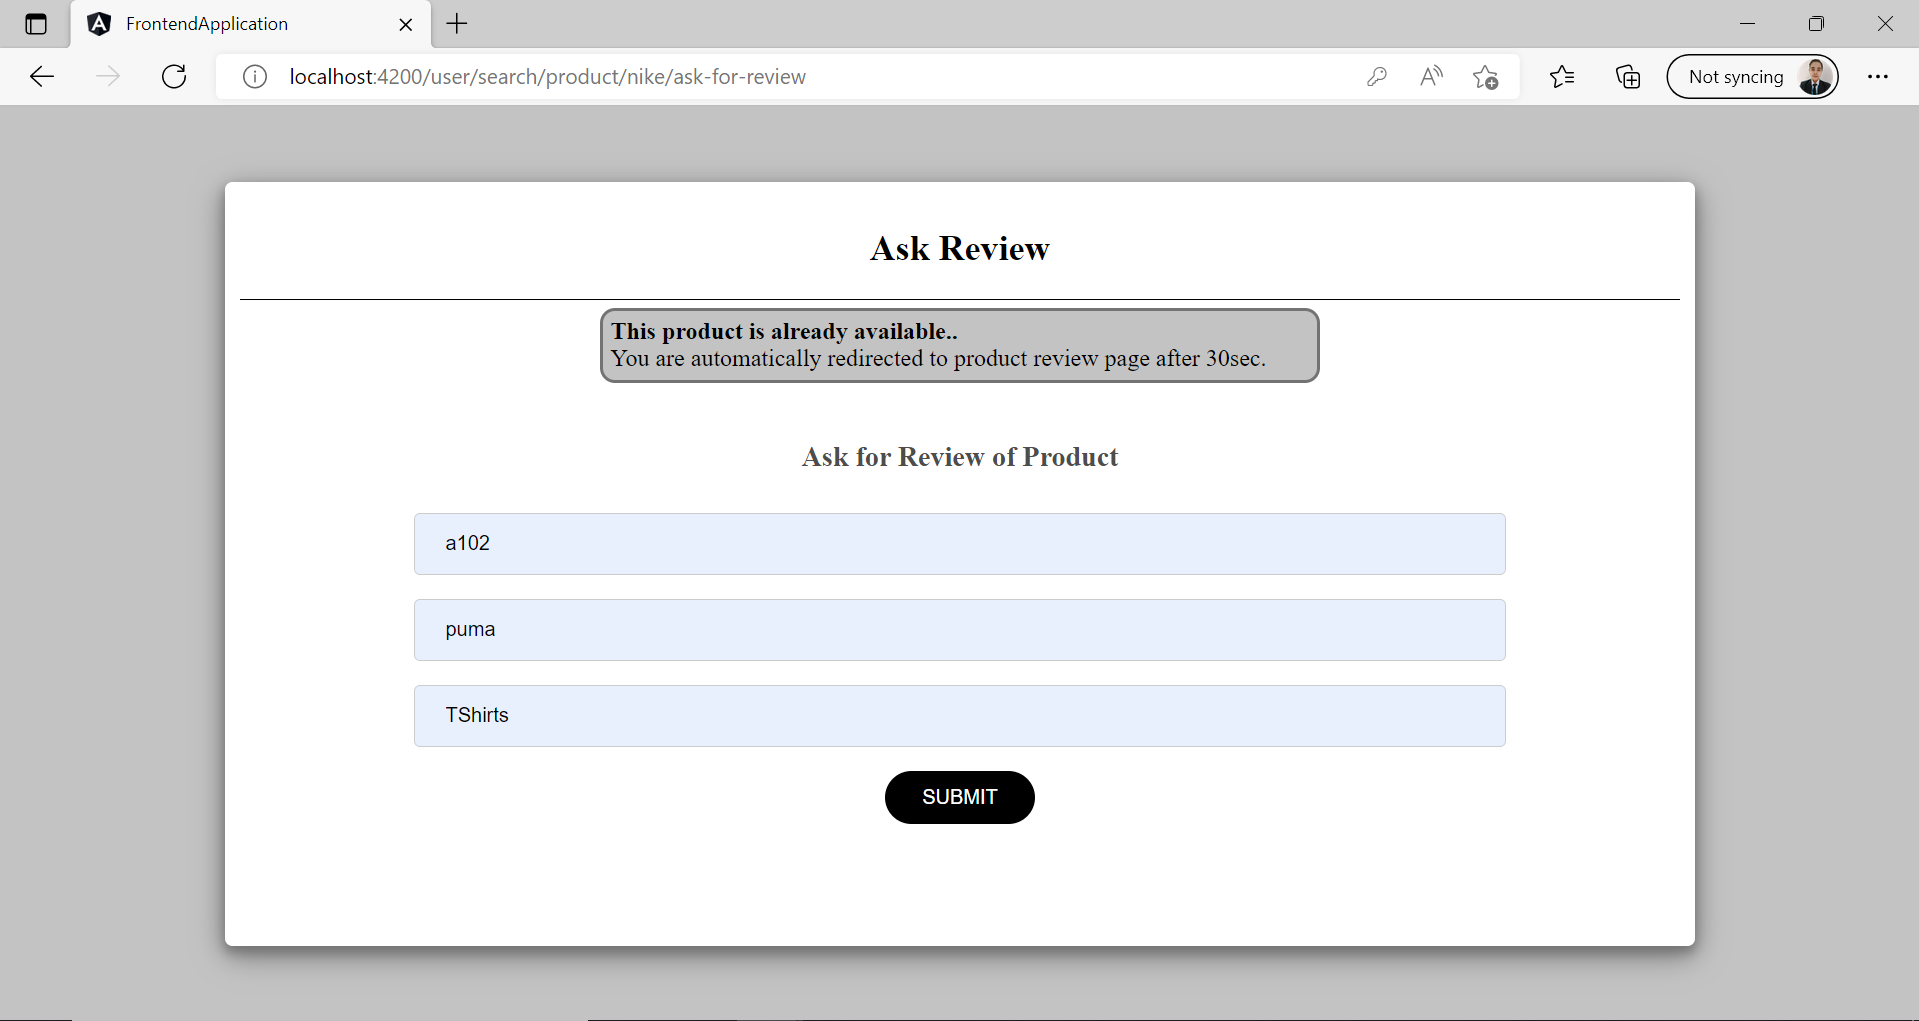 FrontendApplication
localhost:4200/user/search/product/nike/ask-for-review
Not syncing
Ask Review
This product is already available..
You are automatically redirected to product review page after 30sec.
Ask for Review of Product
a102
puma
TShirts
SUBMIT